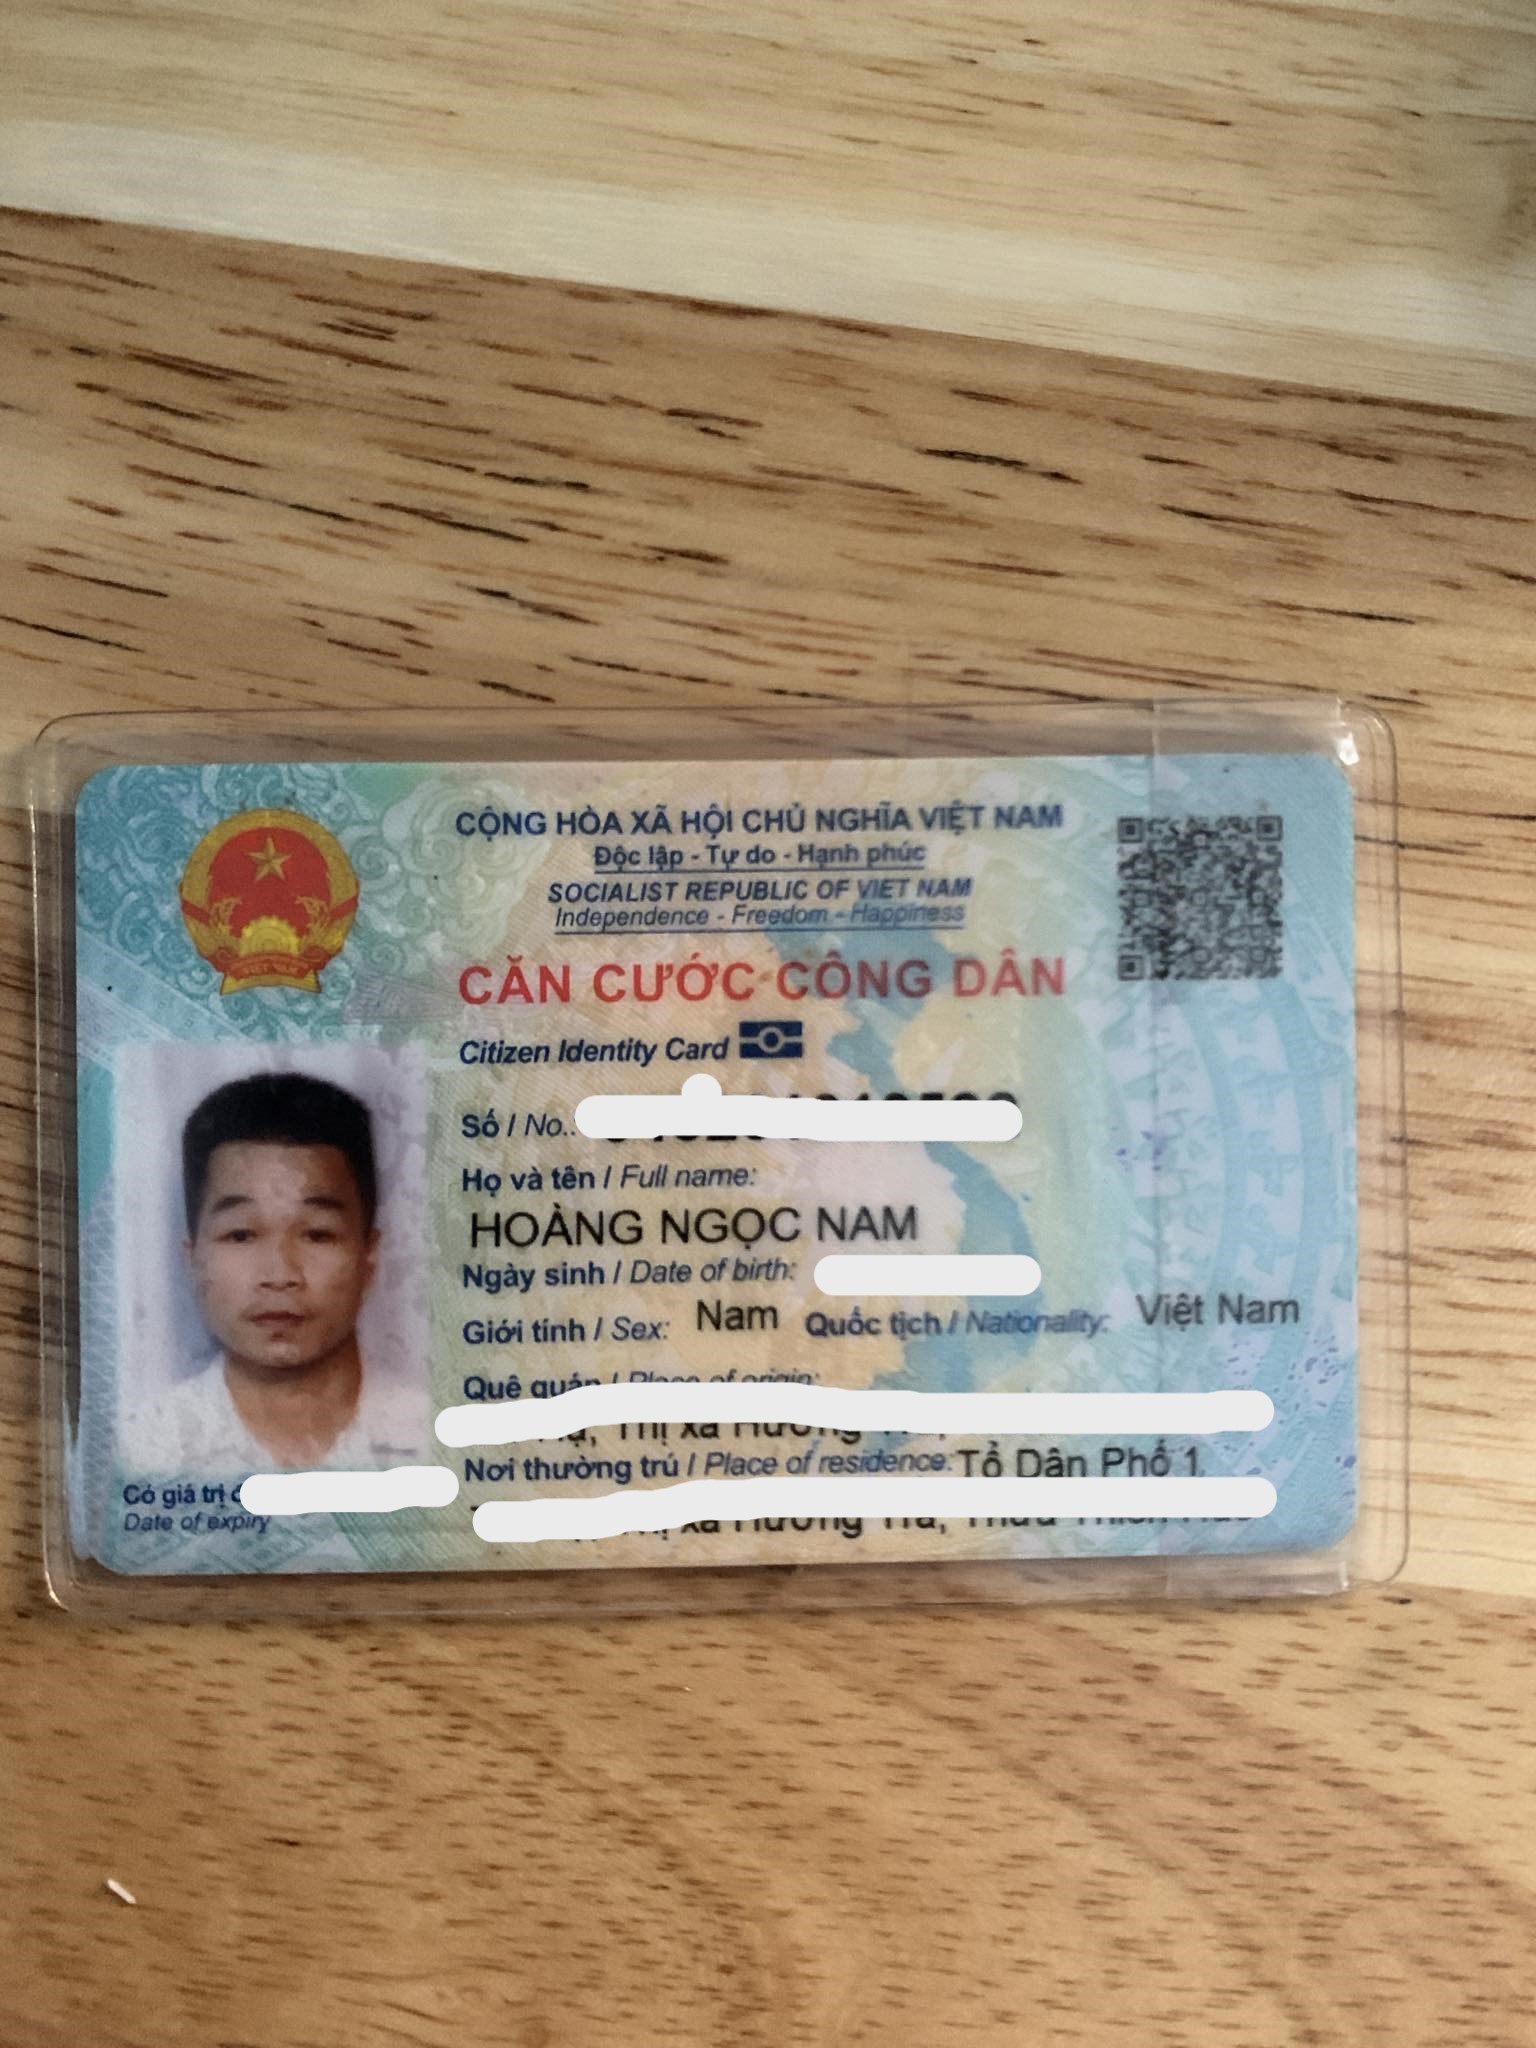 CỘNG HÒA XÃ HỘI CHỦ NGHĨA VIỆT NAM
Độc lập - Tự do - Hạnh phúc
SOCIALIST REPUBLIC OF VIET NAM
Independence - Freedom - Happiness
CĂN CƯỚC CÔNG DÂN
Citizen Identity Card
Số / No.:
Họ và tên / Full name:
HOÀNG NGỌC NAM
Ngày sinh / Date of birth:
Giới tính / Sex: Nam Quốc tịch / Nationality: Việt Nam
Quê quán / Place of origin:
Nơi thường trú / Place of residence: Tổ Dân Phố 1
Có giá trị
Date of expiry